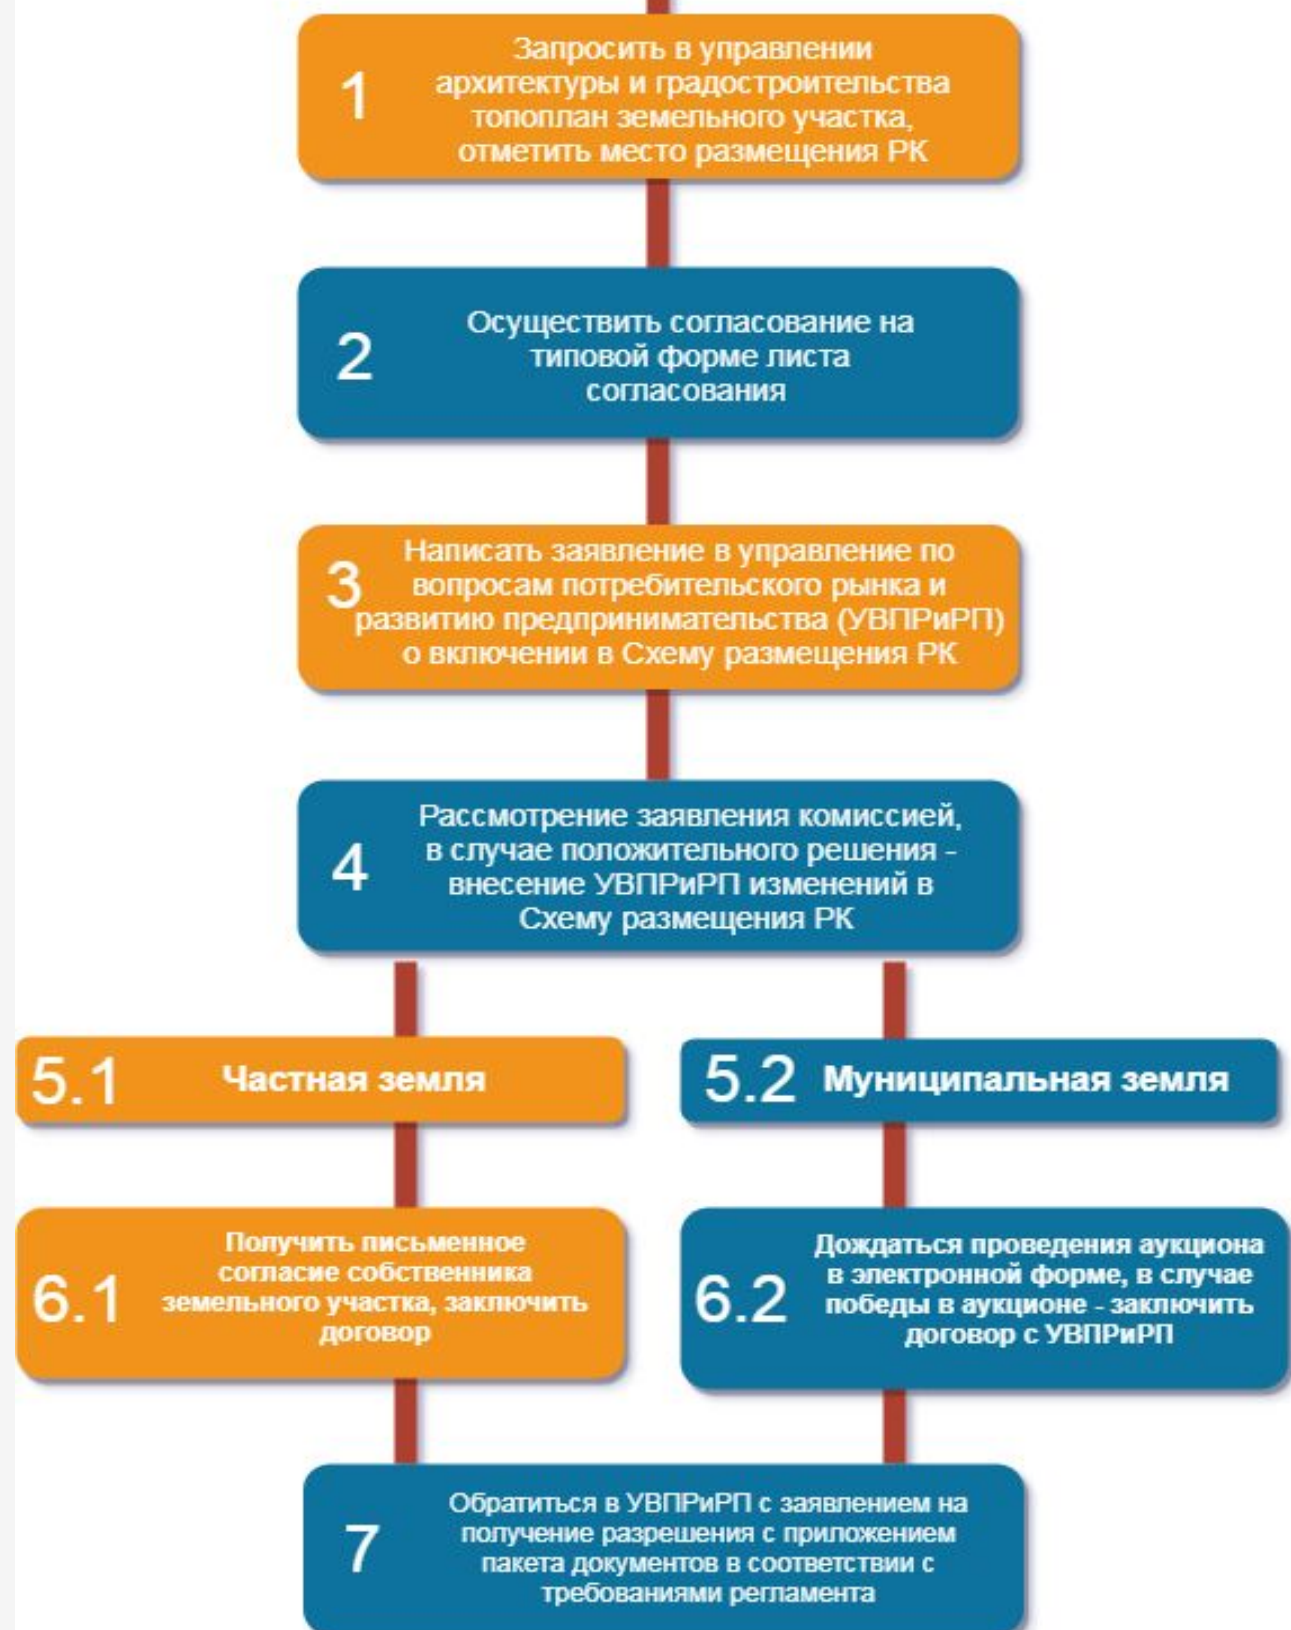 1
Запросить в управлении
архитектуры и градостроительства
топоплан земельного участка,
отметить место размещения РК
2
Осуществить согласование на
типовой форме листа
согласования
3
Написать заявление в управление по
вопросам потребительского рынка и
развитию предпринимательства (УВПРиРП)
о включении в Схему размещения РК
4
Рассмотрение заявления комиссией,
в случае положительного решения -
внесение УВПРиРП изменений в
Схему размещения РК
5.1 Частная земля
5.2 Муниципальная земля
6.1
Получить письменное
согласие собственника
земельного участка, заключить
договор
6.2
Дождаться проведения аукциона
в электронной форме, в случае
победы в аукционе - заключить
договор с УВПРиРП
7
Обратиться в УВПРиРП с заявлением на
получение разрешения с приложением
пакета документов в соответствии с
требованиями регламента